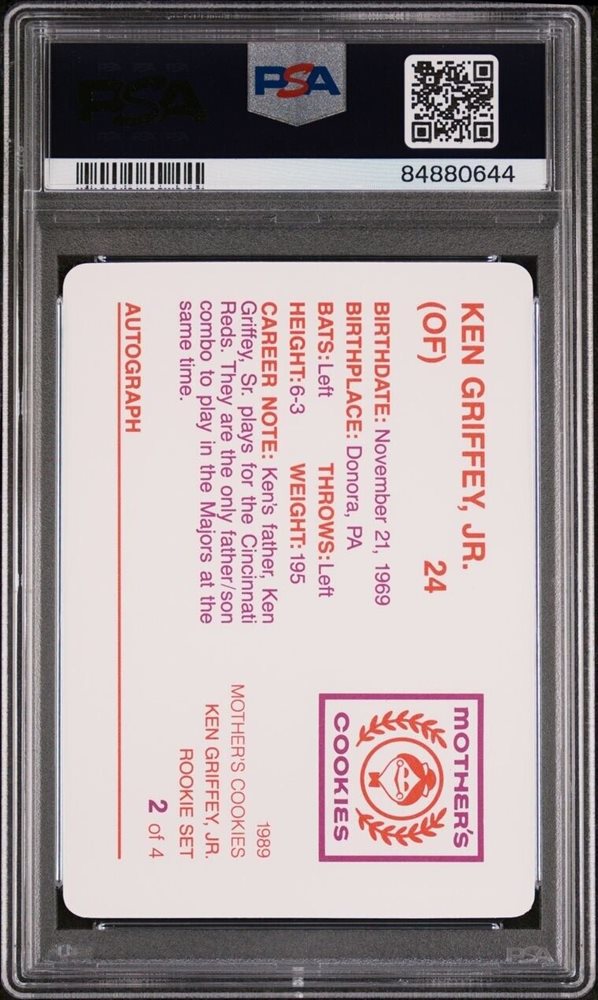 PSA
84880644
KEN GRIFFEY, JR.
(OF) 24
BIRTHDATE: November 21, 1969
BIRTHPLACE: Donora, PA
BATS: Left THROWS: Left
HEIGHT: 6-3 WEIGHT: 195
CAREER NOTE: Ken's father, Ken
Griffey, Sr. plays for the Cincinnati
Reds. They are the only father/son
combo to play in the Majors at the
same time.
AUTOGRAPH
MOTHER'S
COOKIES
1989
MOTHER'S COOKIES
KEN GRIFFEY, JR.
ROOKIE SET
2 of 4
PSA